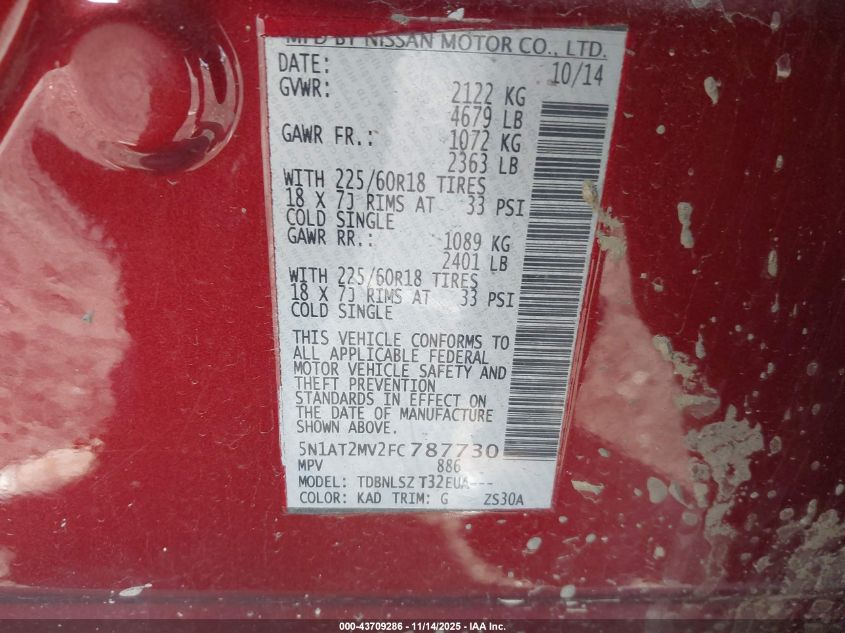 MFD BY NISSAN MOTOR CO., LTD.
DATE: 10/14
GVWR: 2122 KG
4679 LB
GAWR FR.: 1072 KG
2363 LB
WITH 225/60R18 TIRES
18 X 7J RIMS AT 33 PSI
COLD SINGLE
GAWR RR.: 1089 KG
2401 LB
WITH 225/60R18 TIRES
18 X 7J RIMS AT 33 PSI
COLD SINGLE
THIS VEHICLE CONFORMS TO
ALL APPLICABLE FEDERAL
MOTOR VEHICLE SAFETY AND
THEFT PREVENTION
STANDARDS IN EFFECT ON
THE DATE OF MANUFACTURE
SHOWN ABOVE.
5N1AT2MV2FC787730
MPV 886
MODEL: TDBNLSZ T32EUA---
COLOR: KAD TRIM: G ZS30A
000-43709286 - 11/14/2025 - IAA Inc.